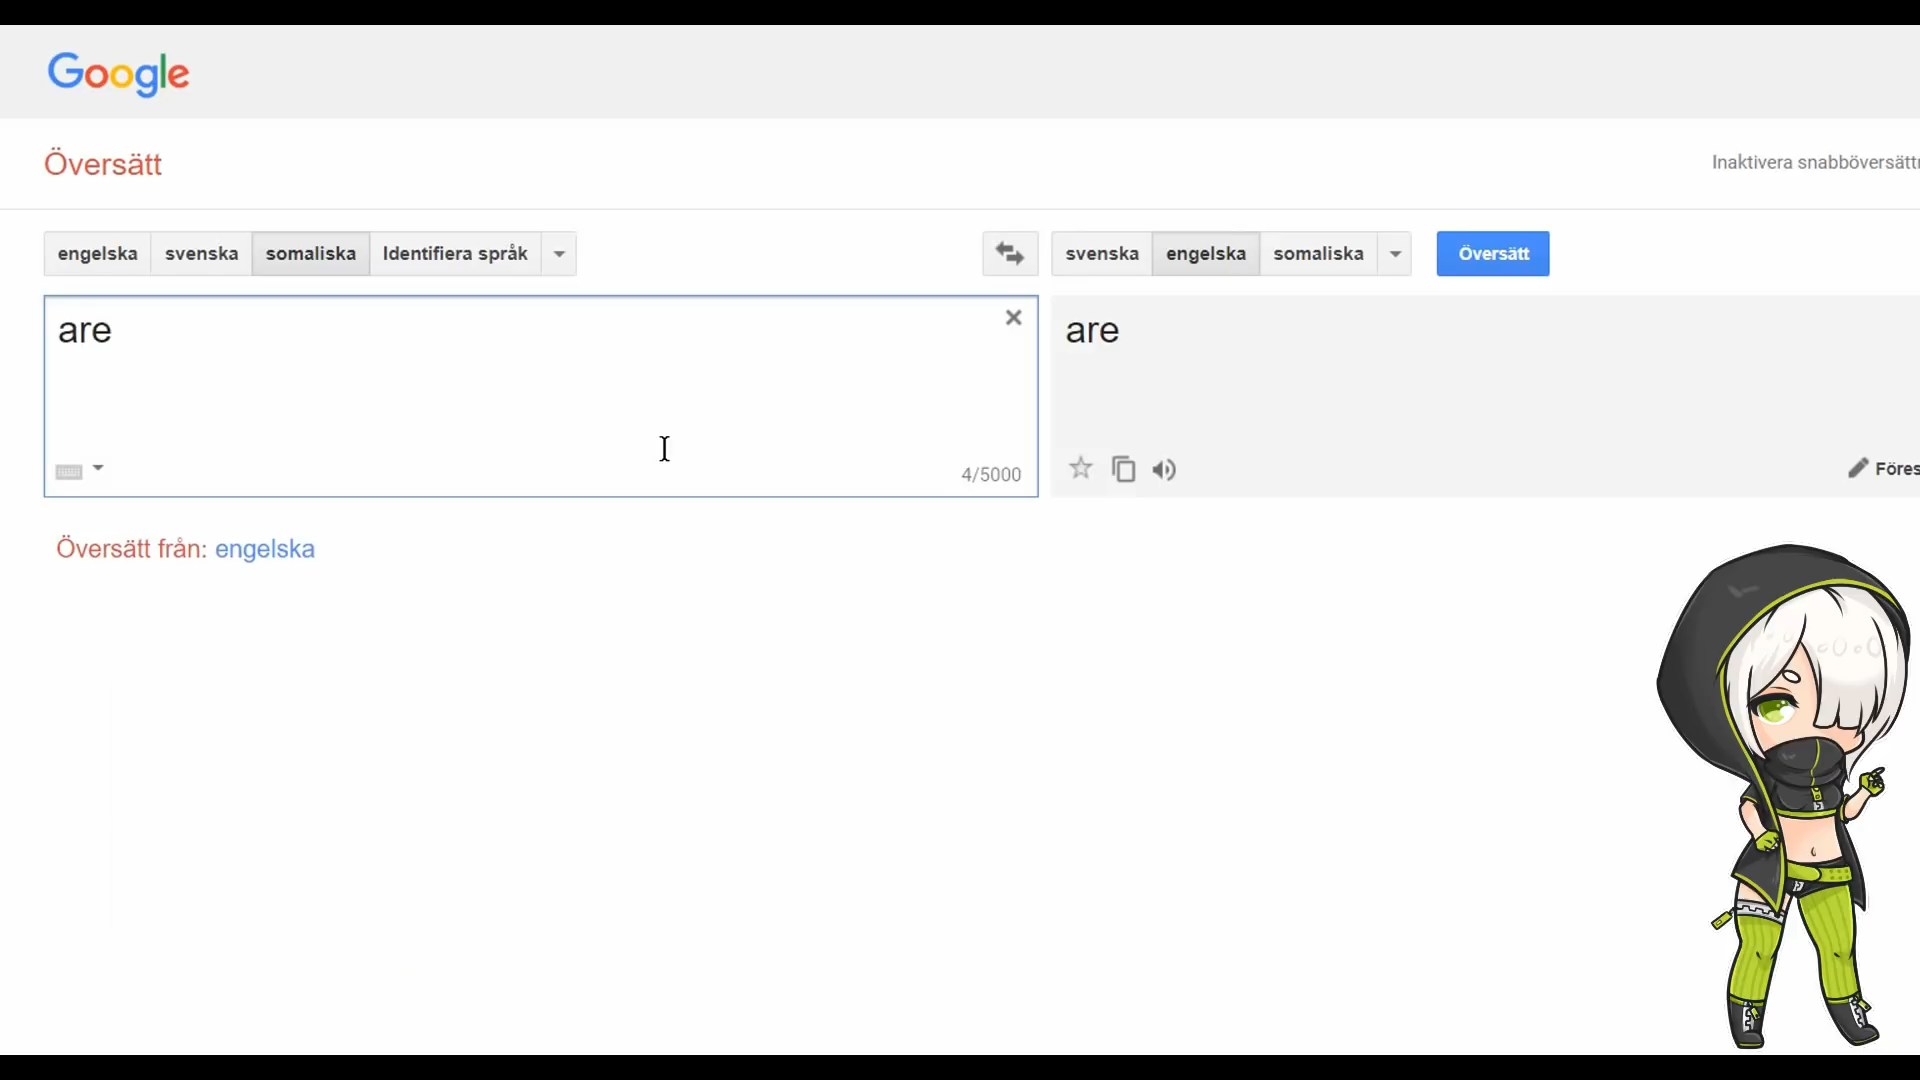 Google
Översätt
Inaktivera snabböversättn
engelska svenska somaliska Identifiera språk
svenska engelska somaliska Översätt
are
are
4/5000
Föres
Översätt från: engelska